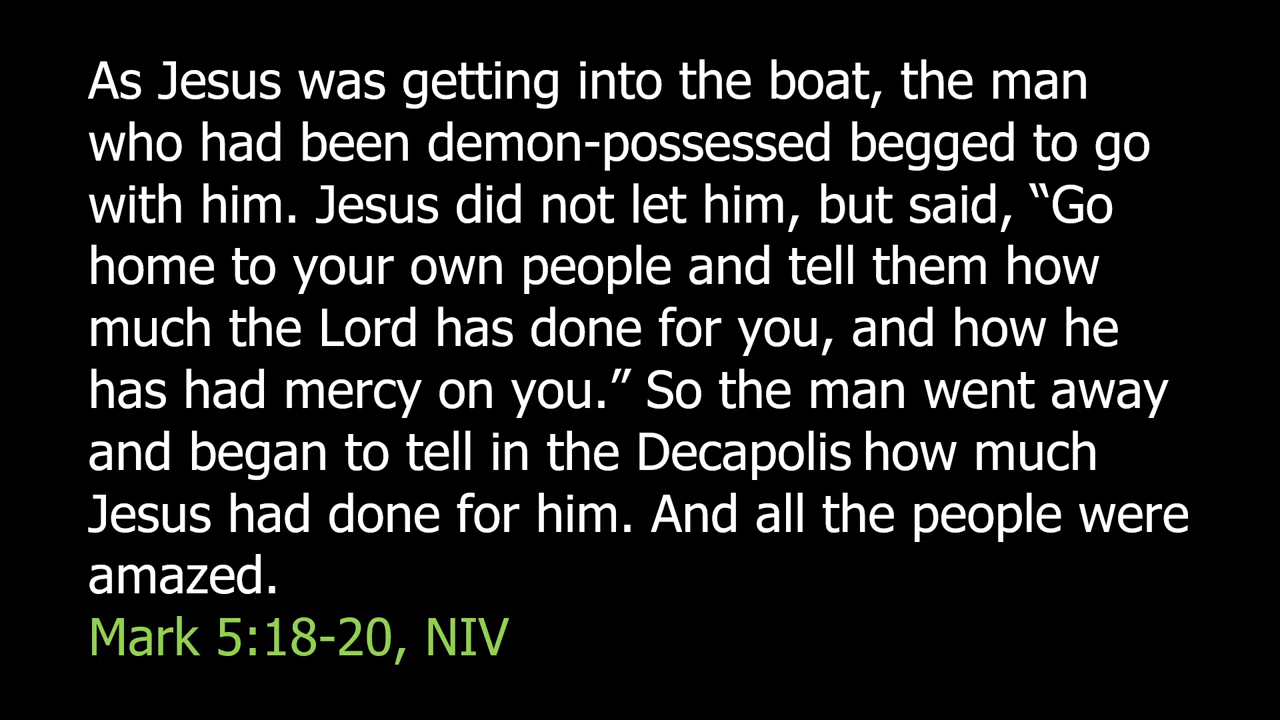 As Jesus was getting into the boat, the man
who had been demon-possessed begged to go
with him. Jesus did not let him, but said, “Go
home to your own people and tell them how
much the Lord has done for you, and how he
has had mercy on you.” So the man went away
and began to tell in the Decapolis how much
Jesus had done for him. And all the people were
amazed.
Mark 5:18-20, NIV